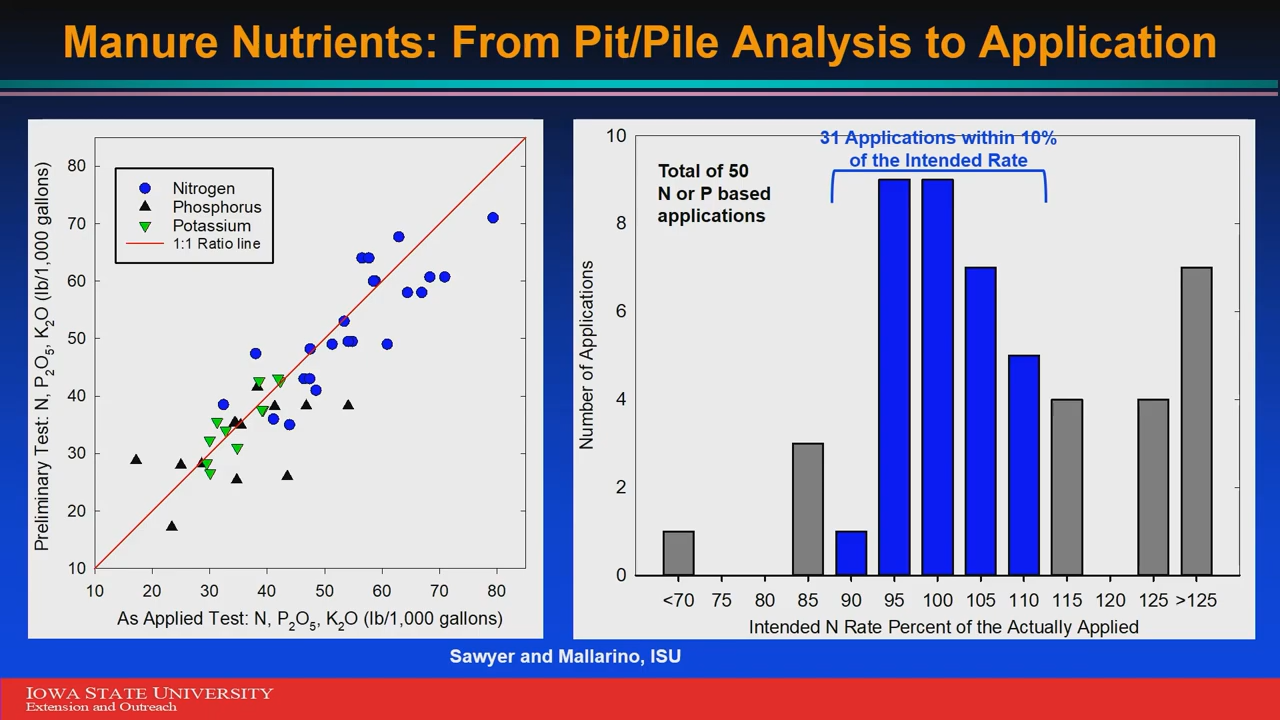 Manure Nutrients: From Pit/Pile Analysis to Application
Preliminary Test: N, P2O5, K2O (lb/1,000 gallons)
80
70
60
50
40
30
20
10
Nitrogen
Phosphorus
Potassium
1:1 Ratio line
10 20 30 40 50 60 70 80
As Applied Test: N, P2O5, K2O (lb/1,000 gallons)
Number of Applications
10
8
6
4
2
0
31 Applications within 10%
of the Intended Rate
Total of 50
N or P based
applications
<70 75 80 85 90 95 100 105 110 115 120 125 >125
Intended N Rate Percent of the Actually Applied
Sawyer and Mallarino, ISU
IOWA STATE UNIVERSITY
Extension and Outreach